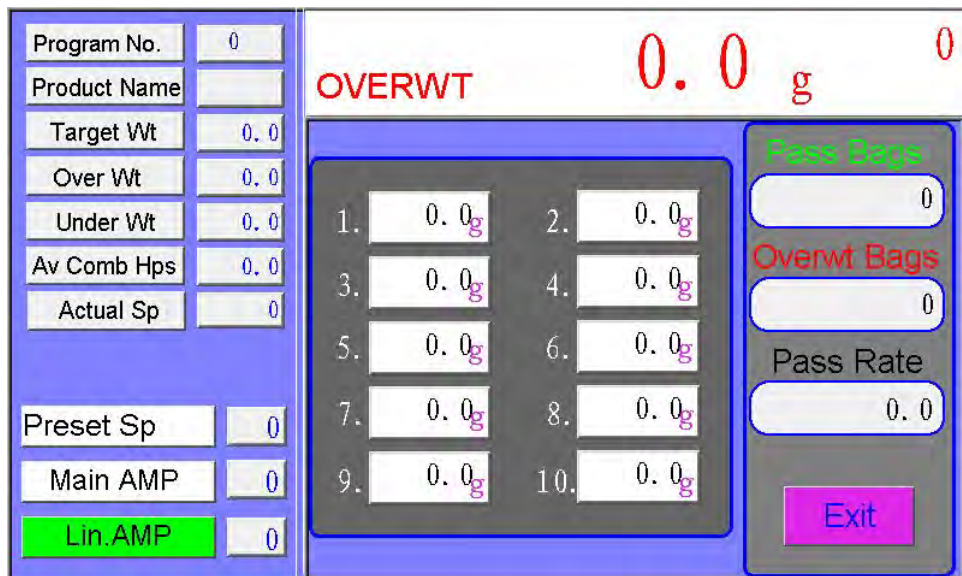 Program No. 0
Product Name
Target Wt 0.0
Over Wt 0.0
Under Wt 0.0
Av Comb Hps 0.0
Actual Sp 0
Preset Sp 0
Main AMP 0
Lin.AMP 0
OVERWT 0.0 g 0
1. 0.0g 2. 0.0g
3. 0.0g 4. 0.0g
5. 0.0g 6. 0.0g
7. 0.0g 8. 0.0g
9. 0.0g 10. 0.0g
Pass Bags
0
Overwt Bags
0
Pass Rate
0.0
Exit